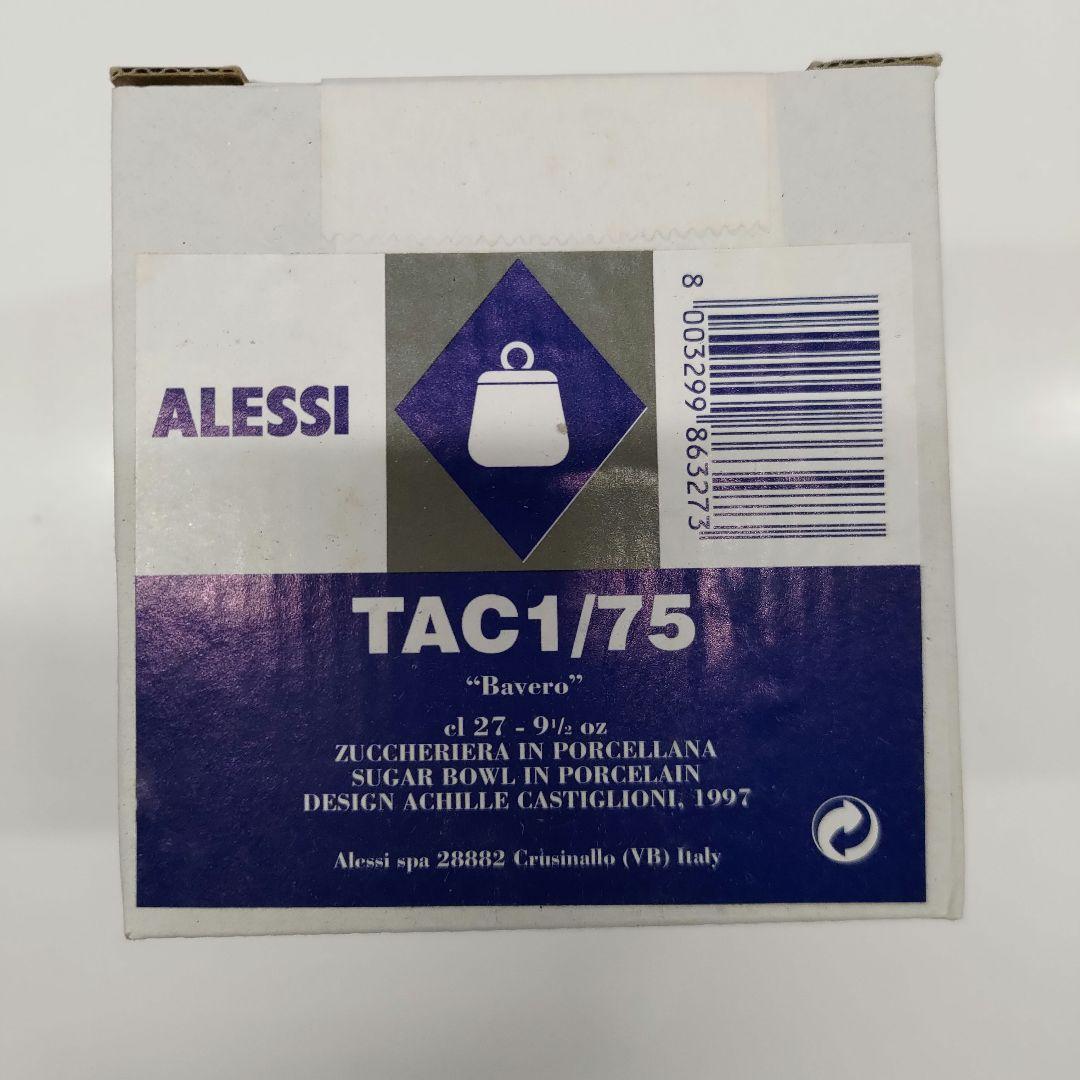 ALESSI
8 003299 863273
TAC1/75
“Bavero”
cl 27 - 9½ oz
ZUCCHERIERA IN PORCELLANA
SUGAR BOWL IN PORCELAIN
DESIGN ACHILLE CASTIGLIONI, 1997
Alessi spa 28882 Crusinallo (VB) Italy